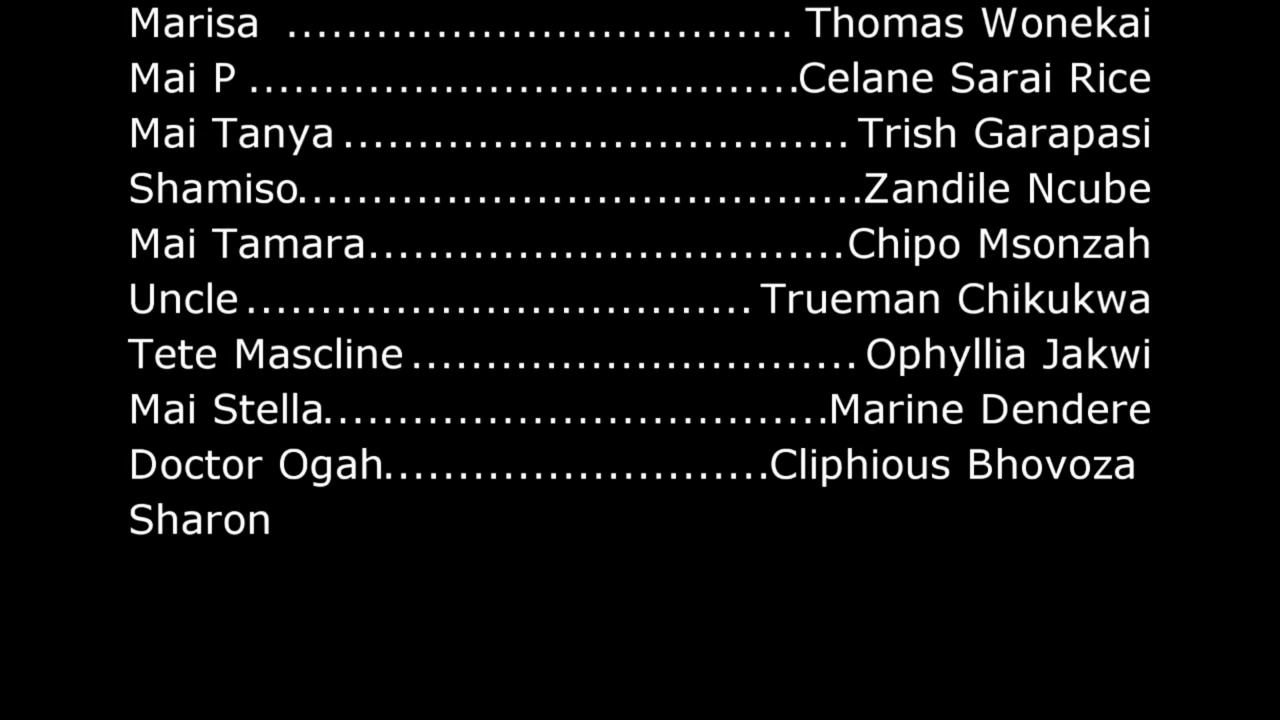 Marisa .................................. Thomas Wonekai
Mai P .....................................Celane Sarai Rice
Mai Tanya .................................. Trish Garapasi
Shamiso......................................Zandile Ncube
Mai Tamara................................Chipo Msonzah
Uncle .................................. Trueman Chikukwa
Tete Mascline .............................. Ophyllia Jakwi
Mai Stella..................................Marine Dendere
Doctor Ogah..........................Cliphious Bhovoza
Sharon